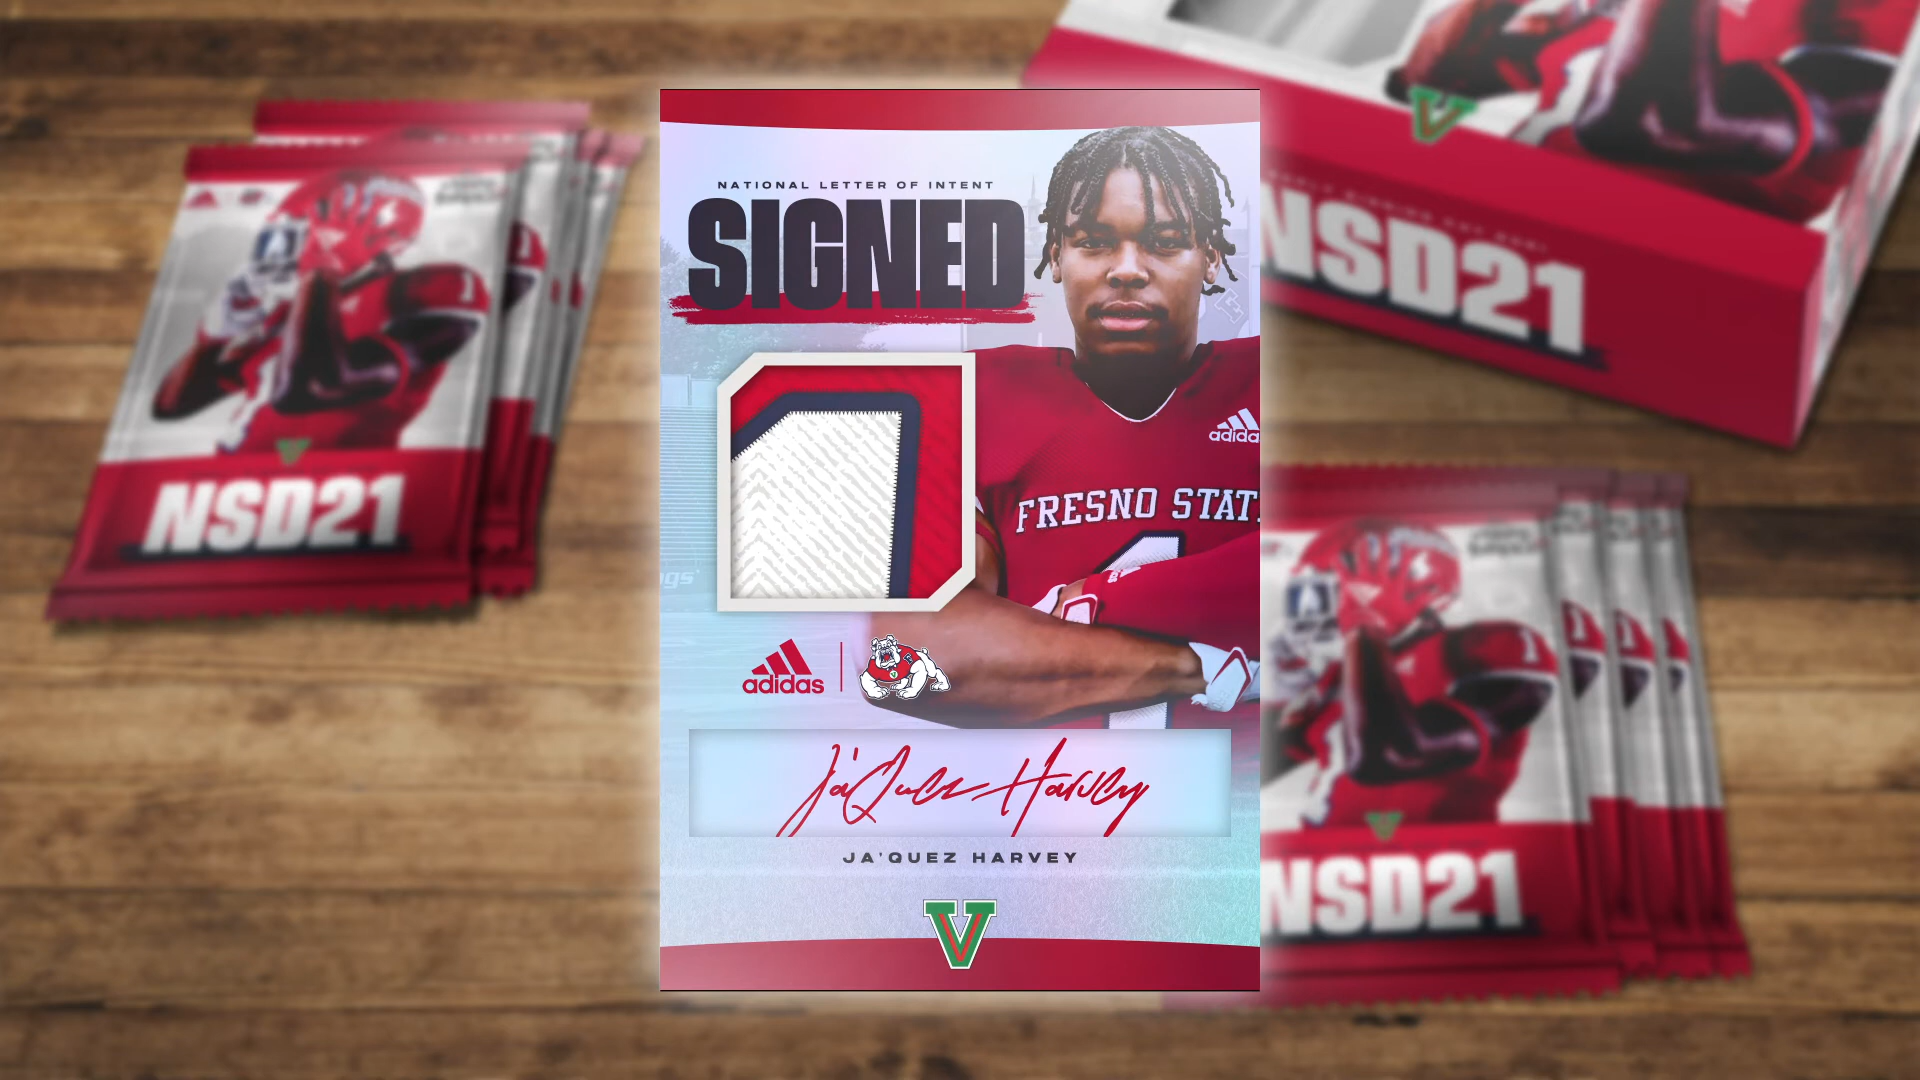 NATIONAL LETTER OF INTENT
SIGNED
adidas
FRESNO STAT
adidas
Ja'Quez Harvey
JA'QUEZ HARVEY
V
NSD21
V
NSD21
V
NSD21
V